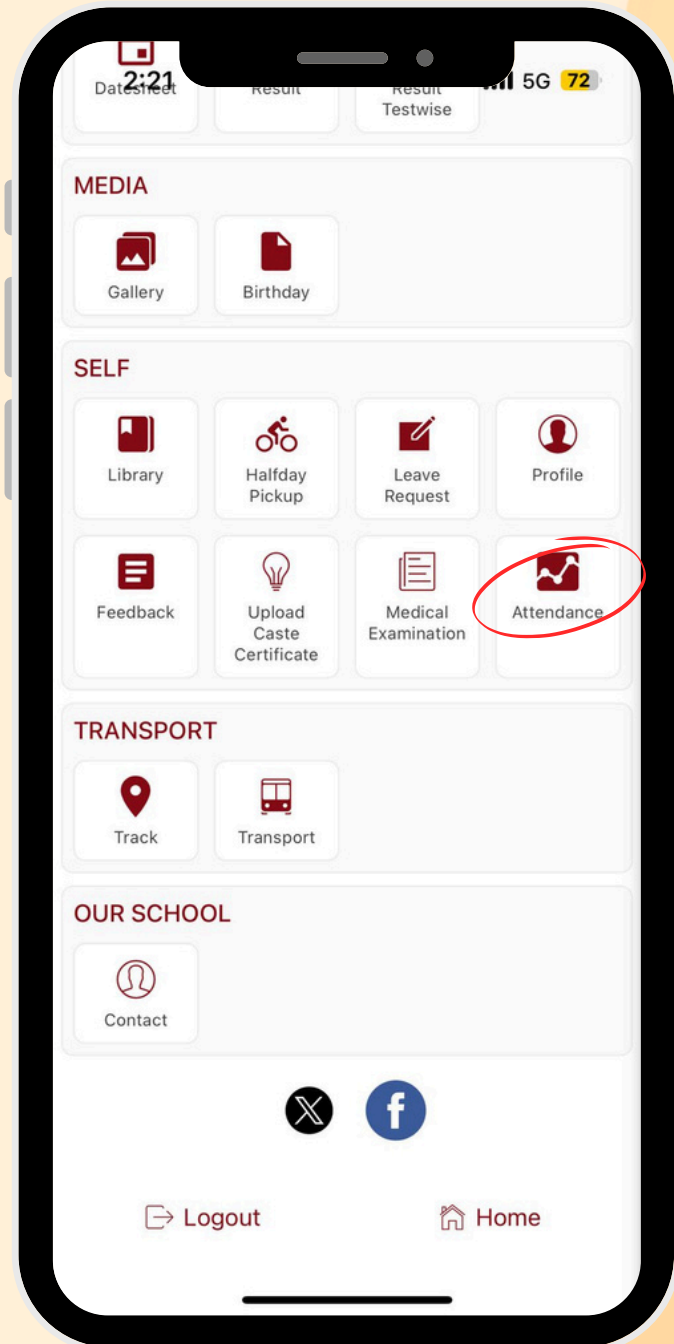 2:21
5G 72
Datesheet Result Result
Testwise
MEDIA
Gallery Birthday
SELF
Library Halfday Leave Profile
Pickup Request
Feedback Upload Medical Attendance
Caste Examination
Certificate
TRANSPORT
Track Transport
OUR SCHOOL
Contact
Logout Home